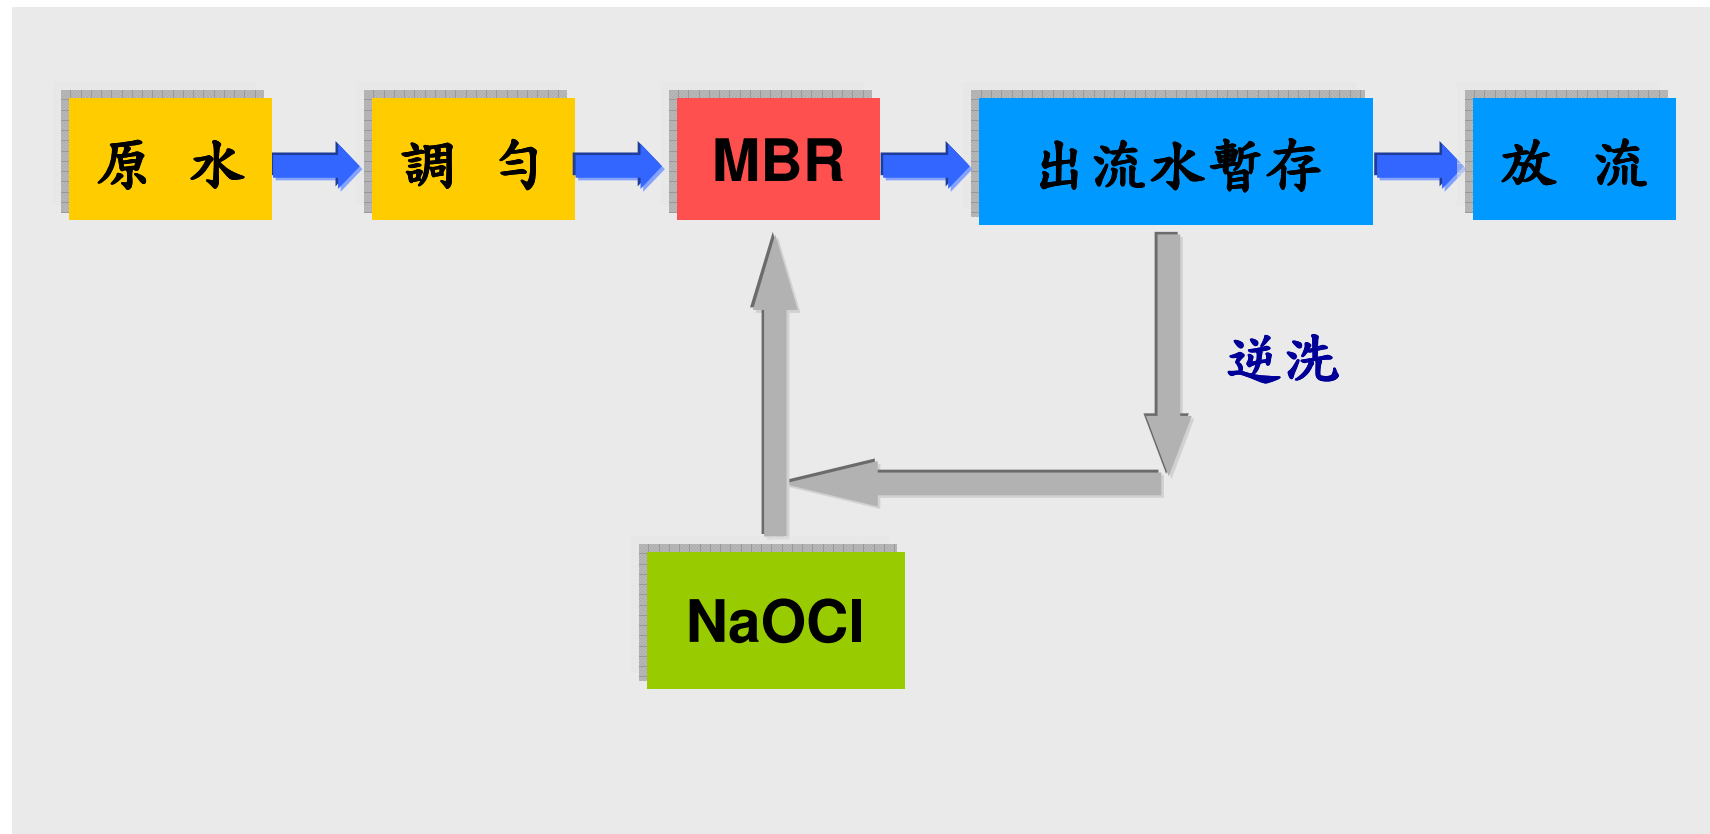 原 水
調 勻
MBR
出流水暫存
放 流
逆洗
NaOCl